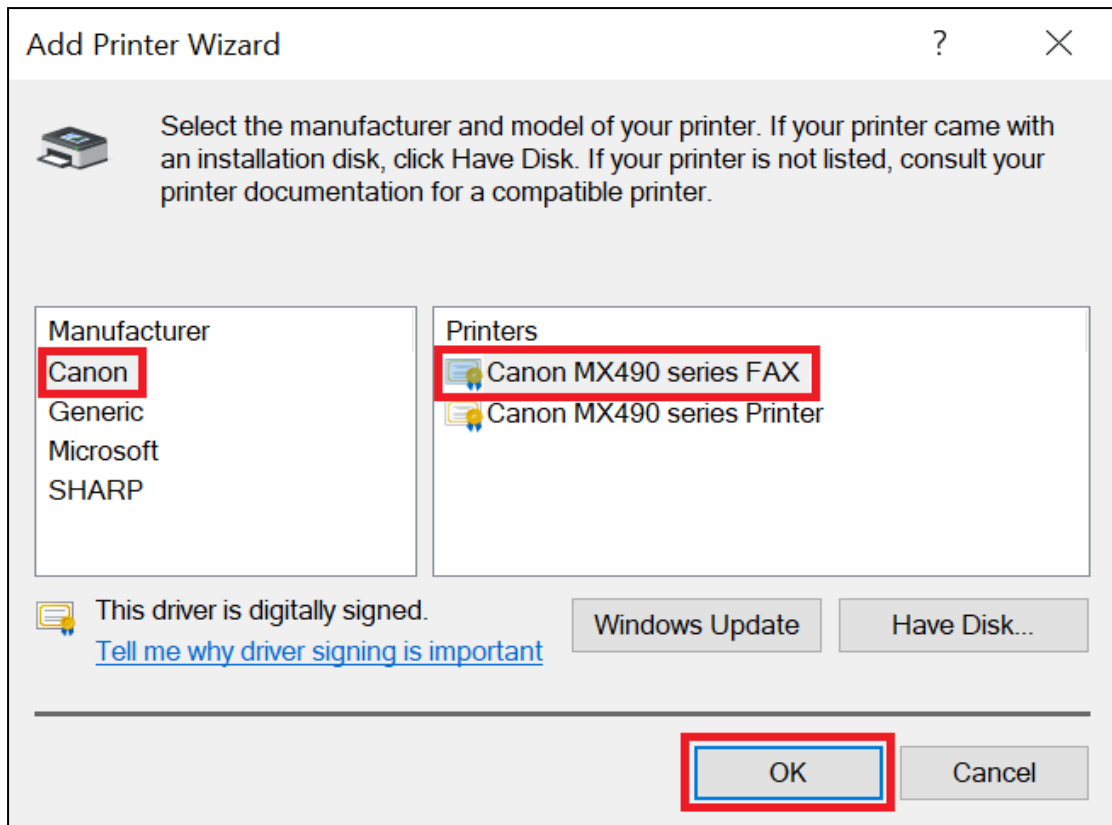 Add Printer Wizard
?
Select the manufacturer and model of your printer. If your printer came with
an installation disk, click Have Disk. If your printer is not listed, consult your
printer documentation for a compatible printer.
Manufacturer
Canon
Generic
Microsoft
SHARP
Printers
Canon MX490 series FAX
Canon MX490 series Printer
This driver is digitally signed.
Tell me why driver signing is important
Windows Update
Have Disk...
OK
Cancel